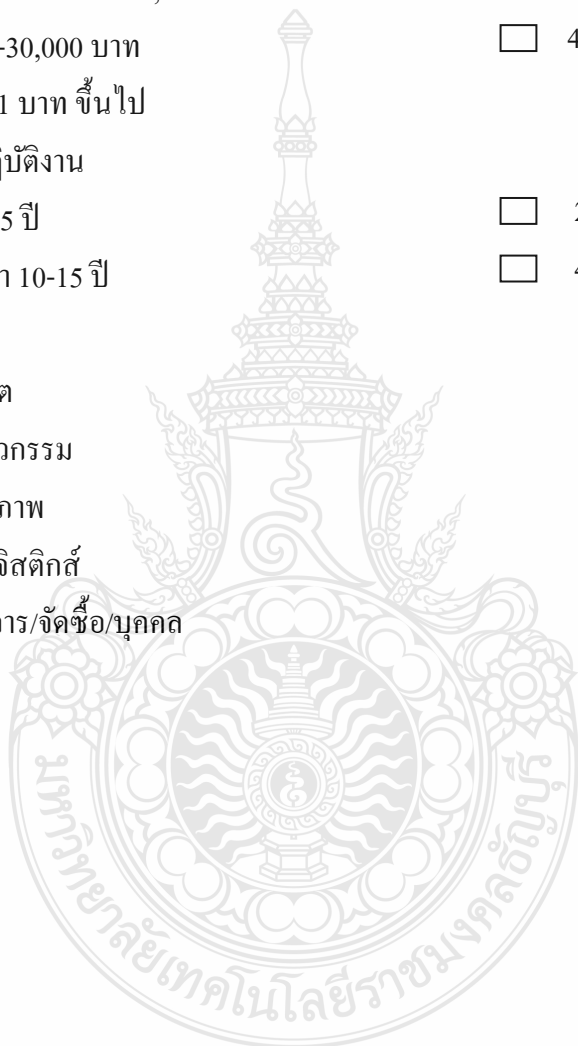 -30,000 บาท 4
1 บาท ขึ้นไป
ฏิบัติงาน
5 ปี
10-15 ปี 4
วกรรม
ภาพ
จิสติกส์
การ/จัดซื้อ/บุคคล
มหาวิทยาลัยเทคโนโลยีราชมงคลธัญบุรี